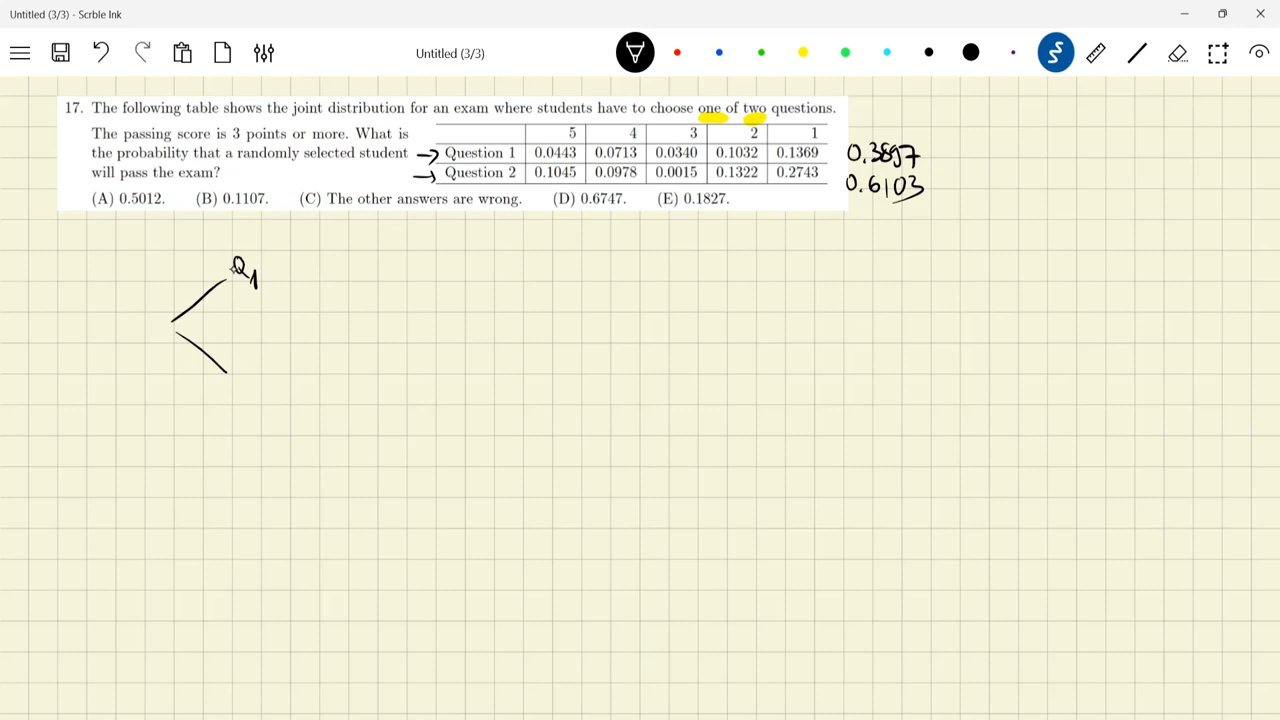 Untitled (3/3) - Scrble Ink
Untitled (3/3)
17. The following table shows the joint distribution for an exam where students have to choose one of two questions.
The passing score is 3 points or more. What is
the probability that a randomly selected student
will pass the exam?
5 4 3 2 1
Question 1 0.0443 0.0713 0.0340 0.1032 0.1369
Question 2 0.1045 0.0978 0.0015 0.1322 0.2743
0.3897
0.6103
(A) 0.5012. (B) 0.1107. (C) The other answers are wrong. (D) 0.6747. (E) 0.1827.
Q1